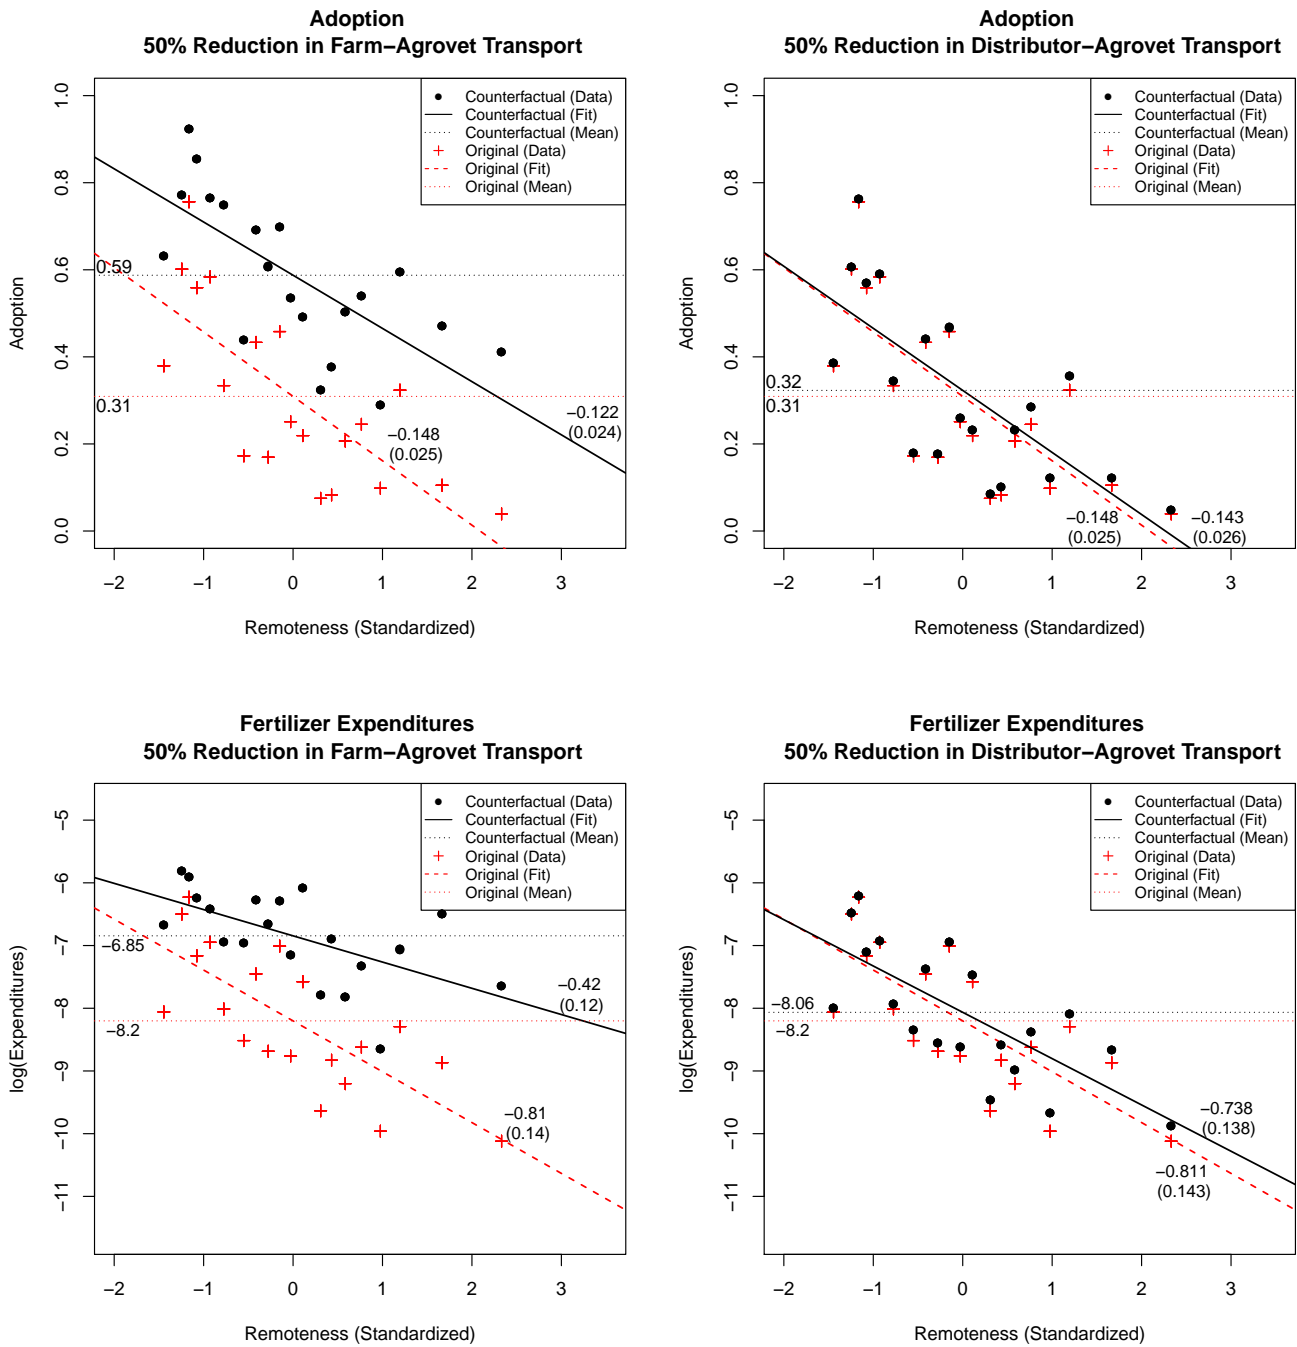 Adoption
50% Reduction in Farm−Agrovet Transport
Adoption
1.0
0.8
0.6
0.4
0.2
0.0
Counterfactual (Data)
Counterfactual (Fit)
Counterfactual (Mean)
Original (Data)
Original (Fit)
Original (Mean)
0.59
0.31
−0.122
(0.024)
−0.148
(0.025)
−2 −1 0 1 2 3
Remoteness (Standardized)
Adoption
50% Reduction in Distributor−Agrovet Transport
Adoption
1.0
0.8
0.6
0.4
0.2
0.0
Counterfactual (Data)
Counterfactual (Fit)
Counterfactual (Mean)
Original (Data)
Original (Fit)
Original (Mean)
0.32
0.31
−0.148
(0.025)
−0.143
(0.026)
−2 −1 0 1 2 3
Remoteness (Standardized)
Fertilizer Expenditures
50% Reduction in Farm−Agrovet Transport
log(Expenditures)
−5
−6
−7
−8
−9
−10
−11
Counterfactual (Data)
Counterfactual (Fit)
Counterfactual (Mean)
Original (Data)
Original (Fit)
Original (Mean)
−6.85
−8.2
−0.42
(0.12)
−0.81
(0.14)
−2 −1 0 1 2 3
Remoteness (Standardized)
Fertilizer Expenditures
50% Reduction in Distributor−Agrovet Transport
log(Expenditures)
−5
−6
−7
−8
−9
−10
−11
Counterfactual (Data)
Counterfactual (Fit)
Counterfactual (Mean)
Original (Data)
Original (Fit)
Original (Mean)
−8.06
−8.2
−0.738
(0.138)
−0.811
(0.143)
−2 −1 0 1 2 3
Remoteness (Standardized)